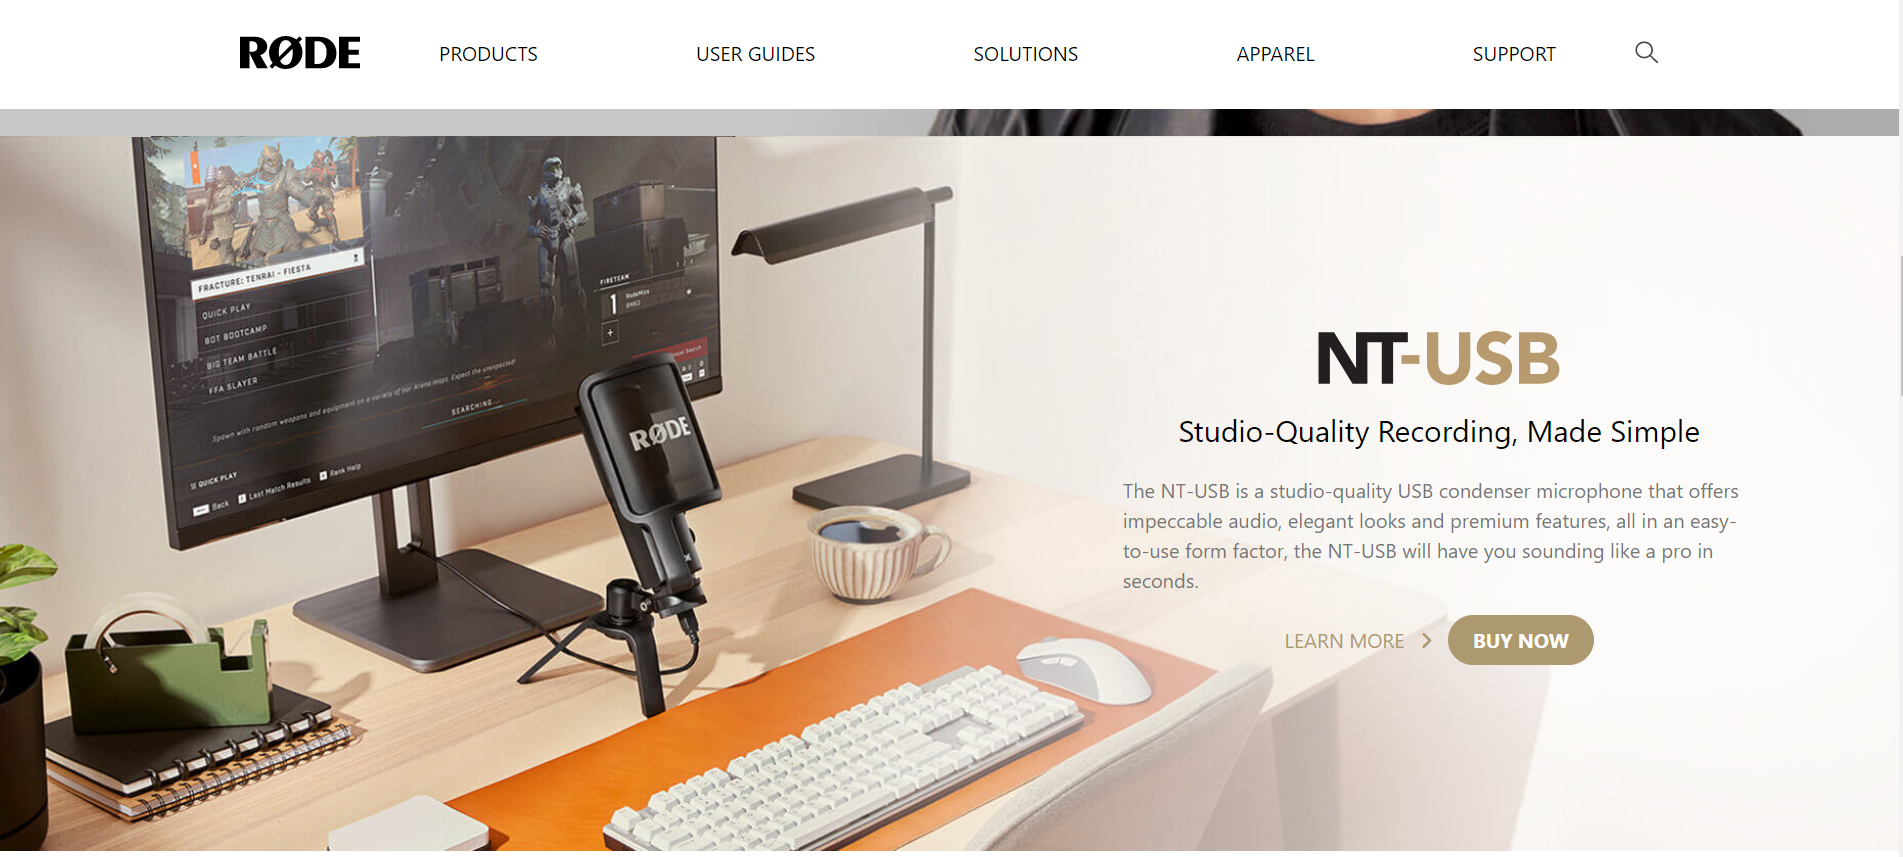 RØDE
PRODUCTS
USER GUIDES
SOLUTIONS
APPAREL
SUPPORT
FRACTURE: TENRAI - FIESTA
QUICK PLAY
BOT BOOTCAMP
BIG TEAM BATTLE
FFA SLAYER
Spawn with random weapons and equipment on a variety of our Arena maps. Expect the unexpected!
SEARCHING...
FIRETEAM
1
QUICK PLAY
Back
Last Match Results
Rank Help
RØDE
NT-USB
Studio-Quality Recording, Made Simple
The NT-USB is a studio-quality USB condenser microphone that offers
impeccable audio, elegant looks and premium features, all in an easy-
to-use form factor, the NT-USB will have you sounding like a pro in
seconds.
LEARN MORE
BUY NOW